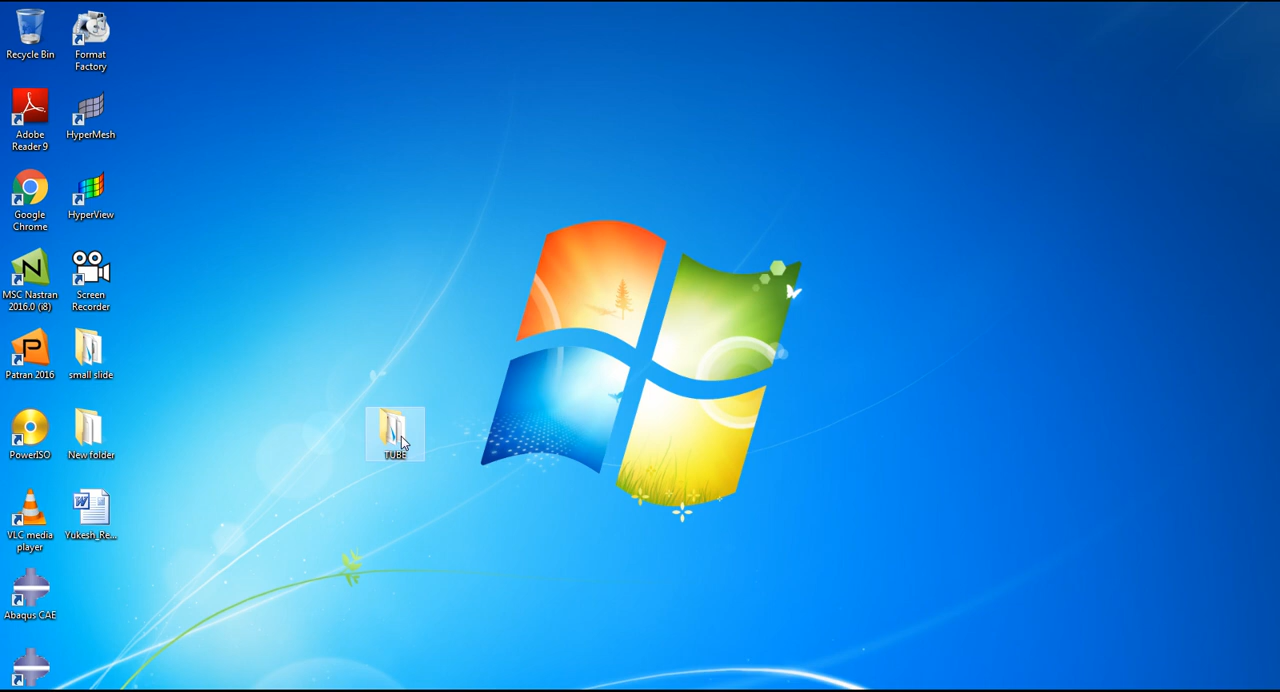 Recycle Bin
Format
Factory
Adobe
Reader 9
HyperMesh
Google
Chrome
HyperView
MSC Nastran
2016.0 (i8)
Screen
Recorder
Patran 2016
small slide
PowerISO
New folder
TUBE
VLC media
player
Yukesh_Re...
Abaqus CAE